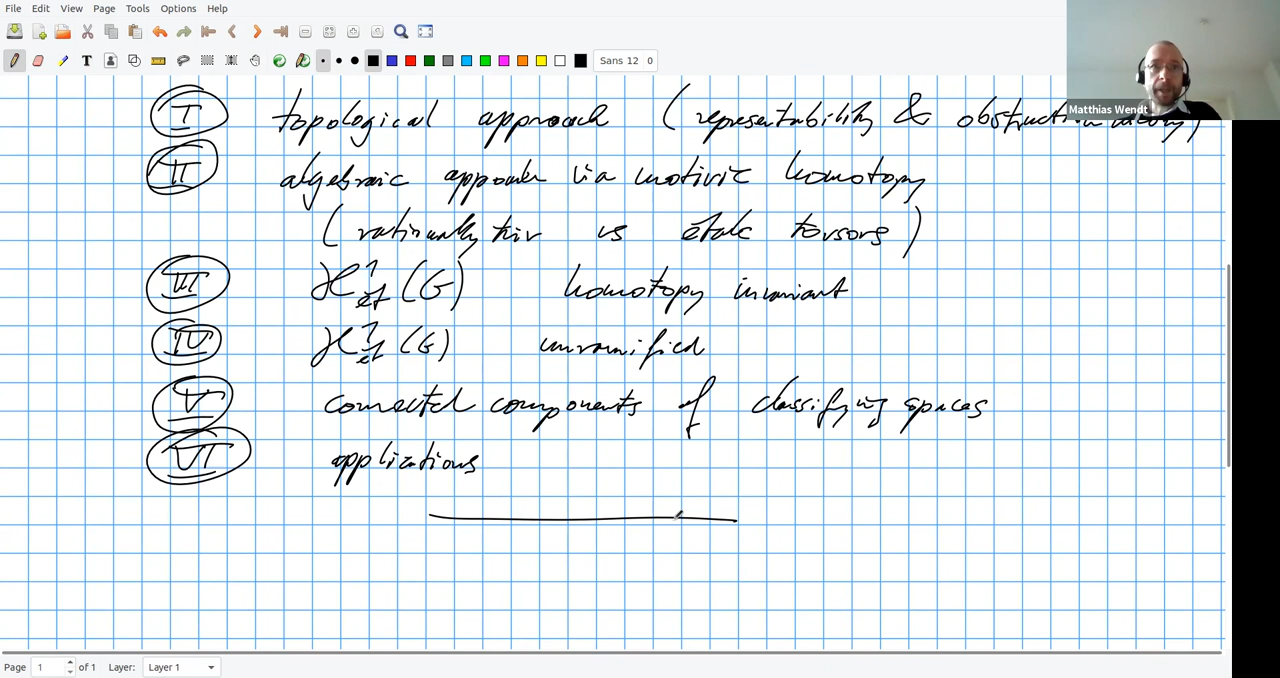 File Edit View Page Tools Options Help
Sans 12 0
Matthias Wendt
I topological approach (representability & obstruction theory)
II algebraic approach via motivic homotopy
(rationally triv vs étale torsors)
III H¹ét(G) homotopy invariant
IV H¹ét(G) unramified
V connected components of classifying spaces
VI applications
Page 1 of 1 Layer: Layer 1